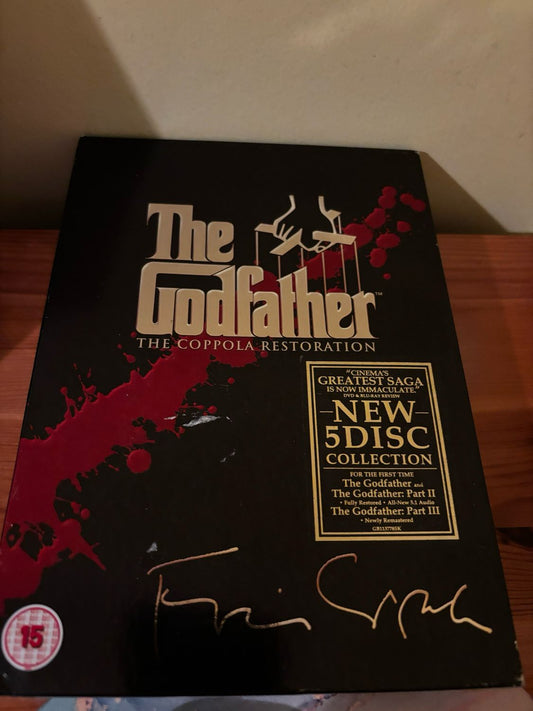 The
Godfather
™
THE COPPOLA RESTORATION
"CINEMA'S
GREATEST SAGA
IS NOW IMMACULATE."
DVD & BLU-RAY REVIEW
NEW
5DISC
COLLECTION
FOR THE FIRST TIME
The Godfather and
The Godfather: Part II
• Fully Restored • All-New 5.1 Audio
The Godfather: Part III
• Newly Remastered
15